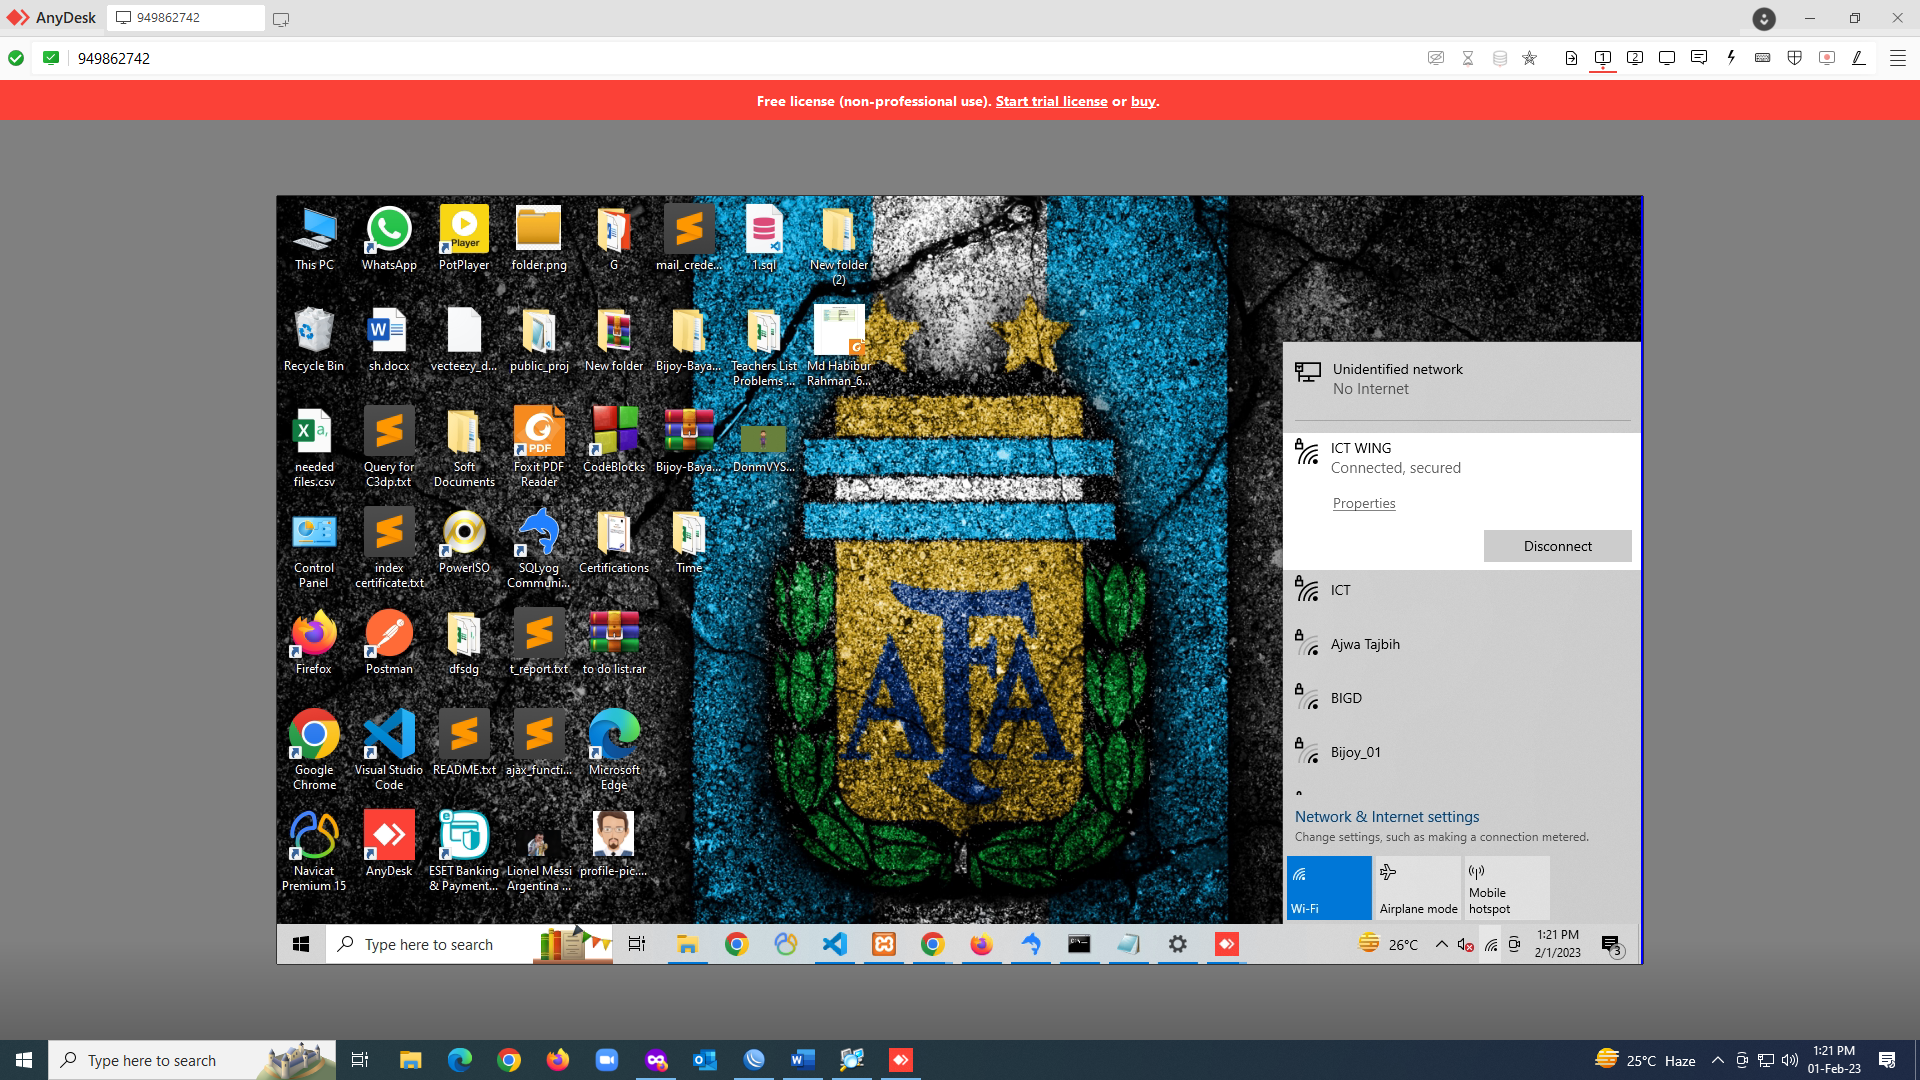 AnyDesk
949862742
949862742
1
2
Free license (non-professional use). Start trial license or buy.
This PC
WhatsApp
Player
PotPlayer
folder.png
G
mail_crede...
1.sql
New folder
(2)
Recycle Bin
sh.docx
vecteezy_d...
public_proj
New folder
Bijoy-Baya...
Teachers List
Problems ...
Md Habibur
Rahman_6...
needed
files.csv
Query for
C3dp.txt
Soft
Documents
PDF
Foxit PDF
Reader
CodeBlocks
Bijoy-Baya...
DonmVYS...
Control
Panel
index
certificate.txt
PowerISO
SQLyog
Communi...
Certifications
Time
Firefox
Postman
dfsdg
t_report.txt
to do list.rar
Google
Chrome
Visual Studio
Code
README.txt
ajax_functi...
Microsoft
Edge
Navicat
Premium 15
AnyDesk
ESET Banking
& Payment...
Lionel Messi
Argentina ...
profile-pic....
AFA
Unidentified network
No Internet
ICT WING
Connected, secured
Properties
Disconnect
ICT
Ajwa Tajbih
BIGD
Bijoy_01
Network & Internet settings
Change settings, such as making a connection metered.
Wi-Fi
Airplane mode
Mobile
hotspot
Type here to search
26°C
1:21 PM
2/1/2023
3
Type here to search
25°C Haze
1:21 PM
01-Feb-23